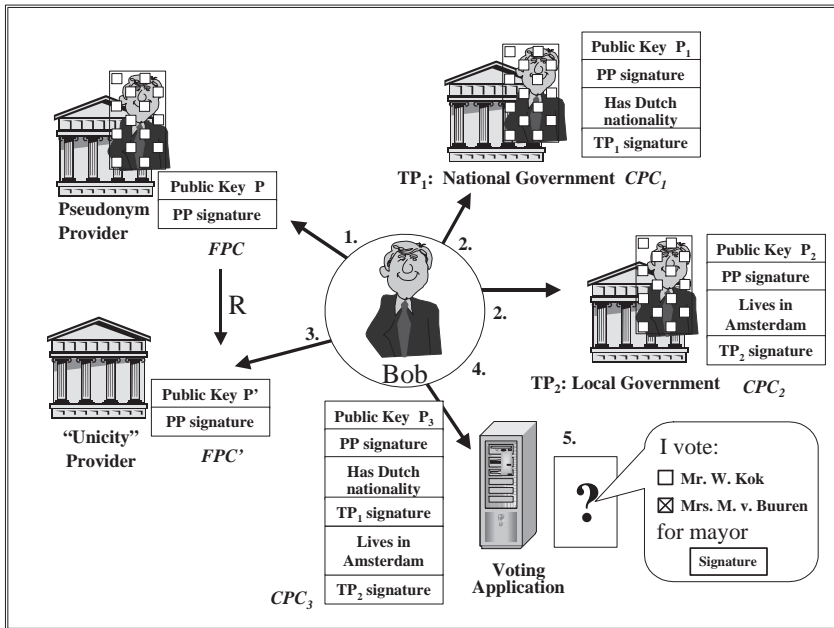 Public Key P
PP signature
Pseudonym
Provider
FPC
Public Key P₁
PP signature
Has Dutch
nationality
TP₁ signature
TP₁: National Government CPC₁
1.
2.
R
3.
Bob
2.
4.
Public Key P₂
PP signature
Lives in
Amsterdam
TP₂ signature
TP₂: Local Government CPC₂
Public Key P’
PP signature
“Unicity”
Provider
FPC’
Public Key P₃
PP signature
Has Dutch
nationality
TP₁ signature
Lives in
Amsterdam
TP₂ signature
CPC₃
Voting
Application
5.
?
I vote:
Mr. W. Kok
Mrs. M. v. Buuren
for mayor
Signature